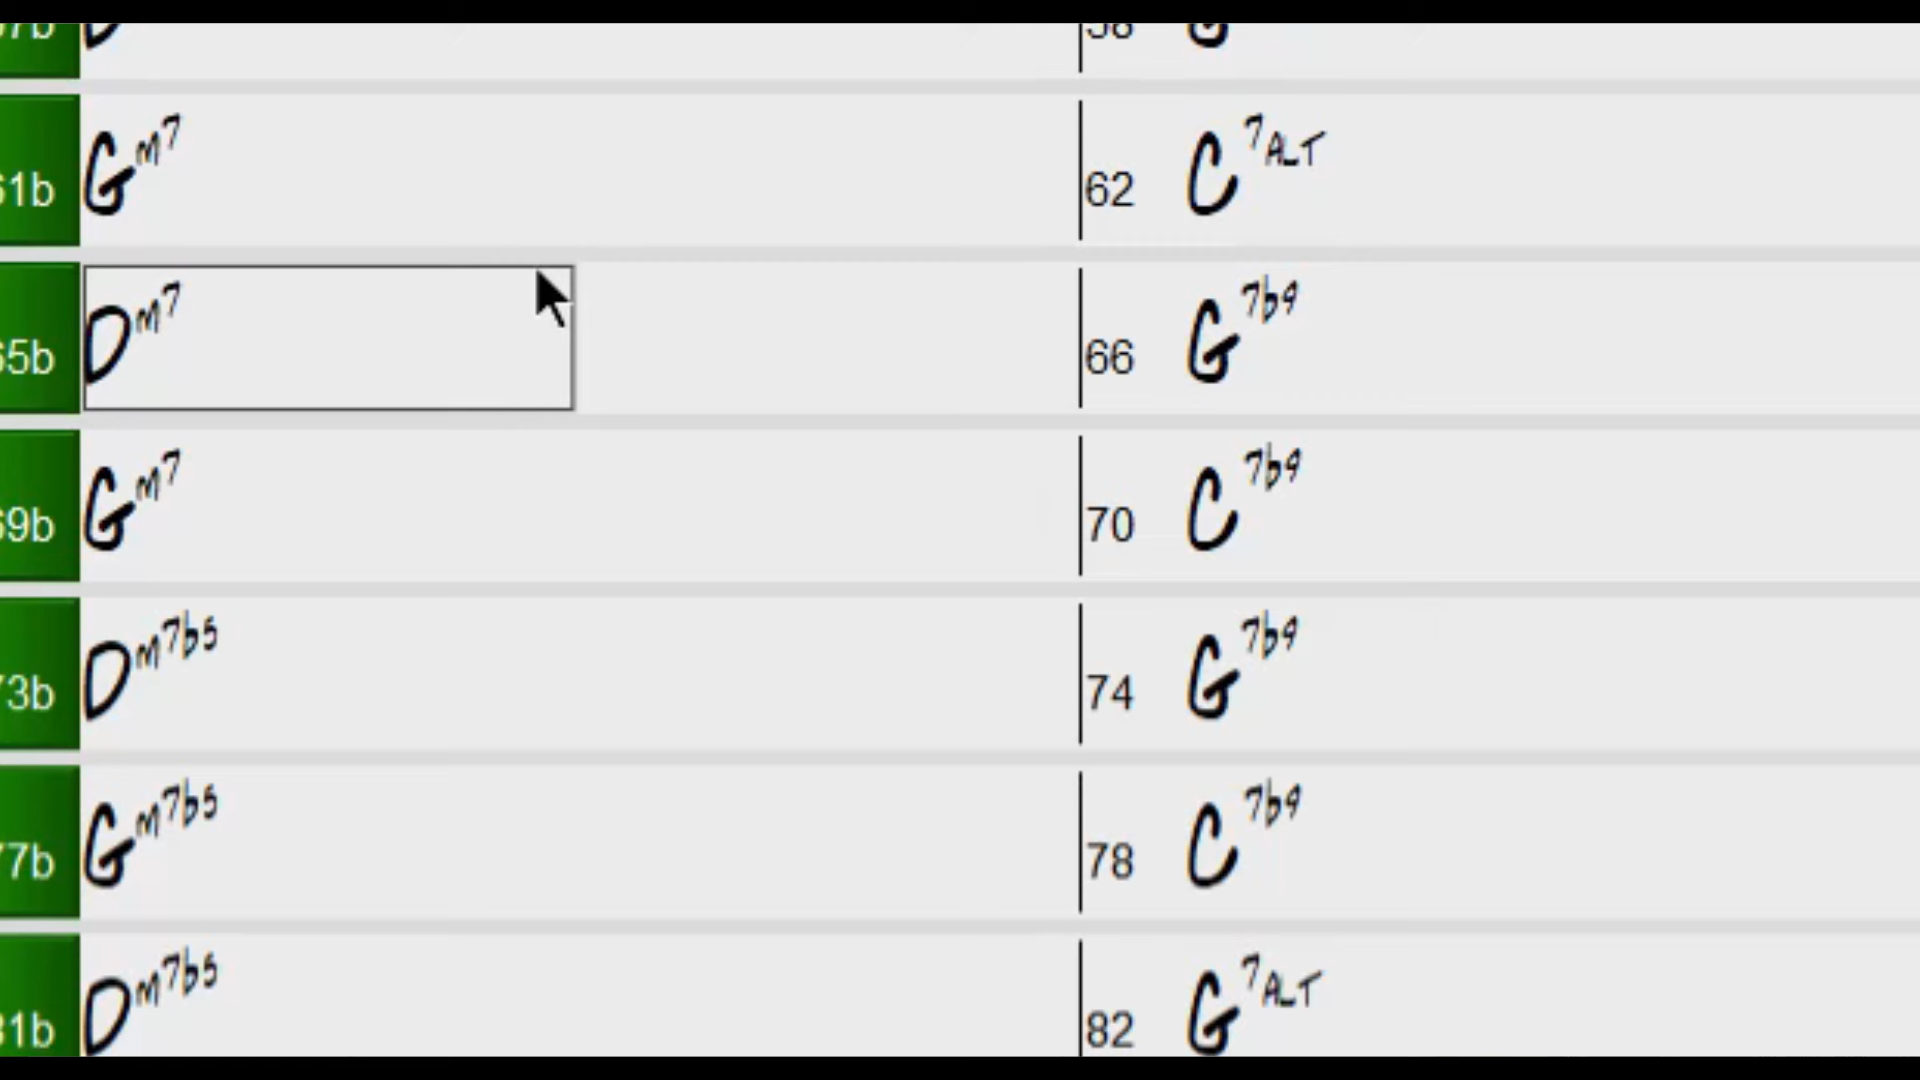 61b Gm7 62 C7ALT
65b Dm7 66 G7b9
69b Gm7 70 C7b9
73b Dm7b5 74 G7b9
77b Gm7b5 78 C7b9
81b Dm7b5 82 G7ALT